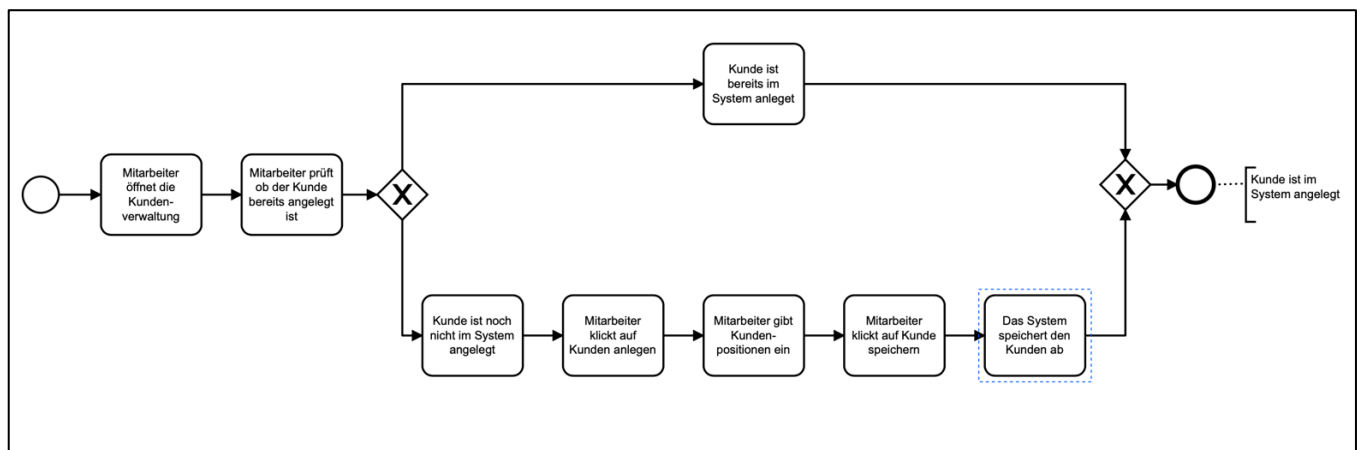 Kunde ist
bereits im
System anleget
Mitarbeiter
öffnet die
Kunden-
verwaltung
Mitarbeiter prüft
ob der Kunde
bereits angelegt
ist
X
X
Kunde ist im
System angelegt
Kunde ist noch
nicht im System
angelegt
Mitarbeiter
klickt auf
Kunden anlegen
Mitarbeiter gibt
Kunden-
positionen ein
Mitarbeiter
klickt auf Kunde
speichern
Das System
speichert den
Kunden ab